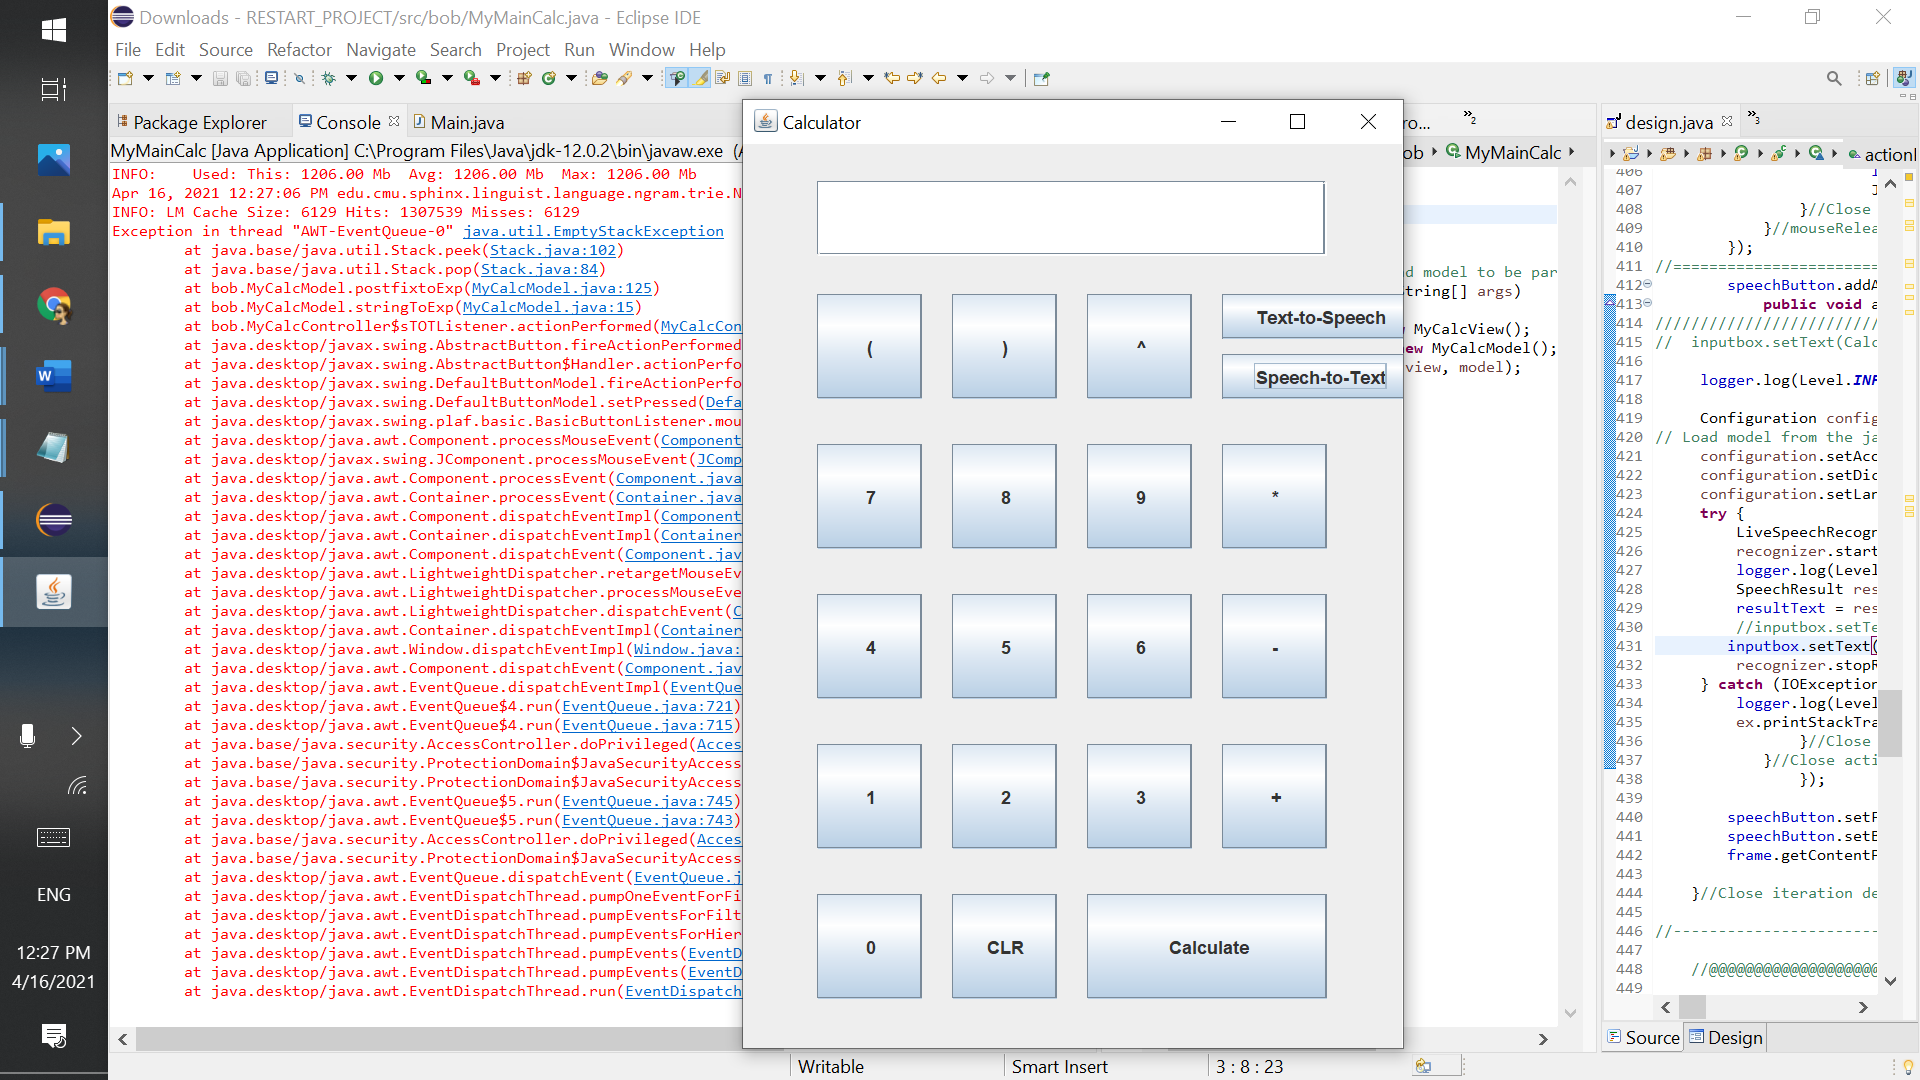 Downloads - RESTART_PROJECT/src/bob/MyMainCalc.java - Eclipse IDE
File Edit Source Refactor Navigate Search Project Run Window Help
Package Explorer Console Main.java
MyMainCalc [Java Application] C:\Program Files\Java\jdk-12.0.2\bin\javaw.exe (
INFO:    Used: This: 1206.00 Mb  Avg: 1206.00 Mb  Max: 1206.00 Mb
Apr 16, 2021 12:27:06 PM edu.cmu.sphinx.linguist.language.ngram.trie.N
INFO: LM Cache Size: 6129 Hits: 1307539 Misses: 6129
Exception in thread "AWT-EventQueue-0" java.util.EmptyStackException
at java.base/java.util.Stack.peek(Stack.java:102)
at java.base/java.util.Stack.pop(Stack.java:84)
at bob.MyCalcModel.postfixtoExp(MyCalcModel.java:125)
at bob.MyCalcModel.stringToExp(MyCalcModel.java:15)
at bob.MyCalcController$sTOTListener.actionPerformed(MyCalcCon
at java.desktop/javax.swing.AbstractButton.fireActionPerformed
at java.desktop/javax.swing.AbstractButton$Handler.actionPerfo
at java.desktop/javax.swing.DefaultButtonModel.fireActionPerfo
at java.desktop/javax.swing.DefaultButtonModel.setPressed(Defa
at java.desktop/javax.swing.plaf.basic.BasicButtonListener.mou
at java.desktop/java.awt.Component.processMouseEvent(Component
at java.desktop/javax.swing.JComponent.processMouseEvent(JComp
at java.desktop/java.awt.Component.processEvent(Component.java
at java.desktop/java.awt.Container.processEvent(Container.java
at java.desktop/java.awt.Component.dispatchEventImpl(Component
at java.desktop/java.awt.Container.dispatchEventImpl(Container
at java.desktop/java.awt.Component.dispatchEvent(Component.jav
at java.desktop/java.awt.LightweightDispatcher.retargetMouseEv
at java.desktop/java.awt.LightweightDispatcher.processMouseEve
at java.desktop/java.awt.LightweightDispatcher.dispatchEvent(C
at java.desktop/java.awt.Container.dispatchEventImpl(Container
at java.desktop/java.awt.Window.dispatchEventImpl(Window.java:
at java.desktop/java.awt.Component.dispatchEvent(Component.jav
at java.desktop/java.awt.EventQueue.dispatchEventImpl(EventQue
at java.desktop/java.awt.EventQueue$4.run(EventQueue.java:721)
at java.desktop/java.awt.EventQueue$4.run(EventQueue.java:715)
at java.base/java.security.AccessController.doPrivileged(Acces
at java.base/java.security.ProtectionDomain$JavaSecurityAccess
at java.base/java.security.ProtectionDomain$JavaSecurityAccess
at java.desktop/java.awt.EventQueue$5.run(EventQueue.java:745)
at java.desktop/java.awt.EventQueue$5.run(EventQueue.java:743)
at java.base/java.security.AccessController.doPrivileged(Acces
at java.base/java.security.ProtectionDomain$JavaSecurityAccess
at java.desktop/java.awt.EventQueue.dispatchEvent(EventQueue.j
at java.desktop/java.awt.EventDispatchThread.pumpOneEventForFi
at java.desktop/java.awt.EventDispatchThread.pumpEventsForFilt
at java.desktop/java.awt.EventDispatchThread.pumpEventsForHier
at java.desktop/java.awt.EventDispatchThread.pumpEvents(EventD
at java.desktop/java.awt.EventDispatchThread.pumpEvents(EventD
at java.desktop/java.awt.EventDispatchThread.run(EventDispatch
Calculator
( ) ^ Text-to-Speech
Speech-to-Text
7 8 9 *
4 5 6 -
1 2 3 +
0 CLR Calculate
ro... »2
ob MyMainCalc
d model to be par
tring[] args)
MyCalcView();
ew MyCalcModel();
view, model);
design.java »3
actionl
406
407 J
408 }//Close
409 }//mouseRelea
410 });
411 //=========================
412 speechButton.addA
413 public void a
414 /////////////////////////
415 //  inputbox.setText(Calc
416
417 logger.log(Level.INF
418
419 Configuration config
420 // Load model from the ja
421 configuration.setAcc
422 configuration.setDic
423 configuration.setLan
424 try {
425 LiveSpeechRecogn
426 recognizer.start
427 logger.log(Level
428 SpeechResult res
429 resultText = res
430 //inputbox.setTe
431 inputbox.setText(
432 recognizer.stopR
433 } catch (IOException
434 logger.log(Level
435 ex.printStackTra
436 }//Close
437 }//Close acti
438 });
439
440 speechButton.setF
441 speechButton.setB
442 frame.getContentP
443
444 }//Close iteration de
445
446 //------------------------
447
448 //@@@@@@@@@@@@@@@@@@@
449
Source Design
Writable Smart Insert 3 : 8 : 23
ENG
12:27 PM
4/16/2021